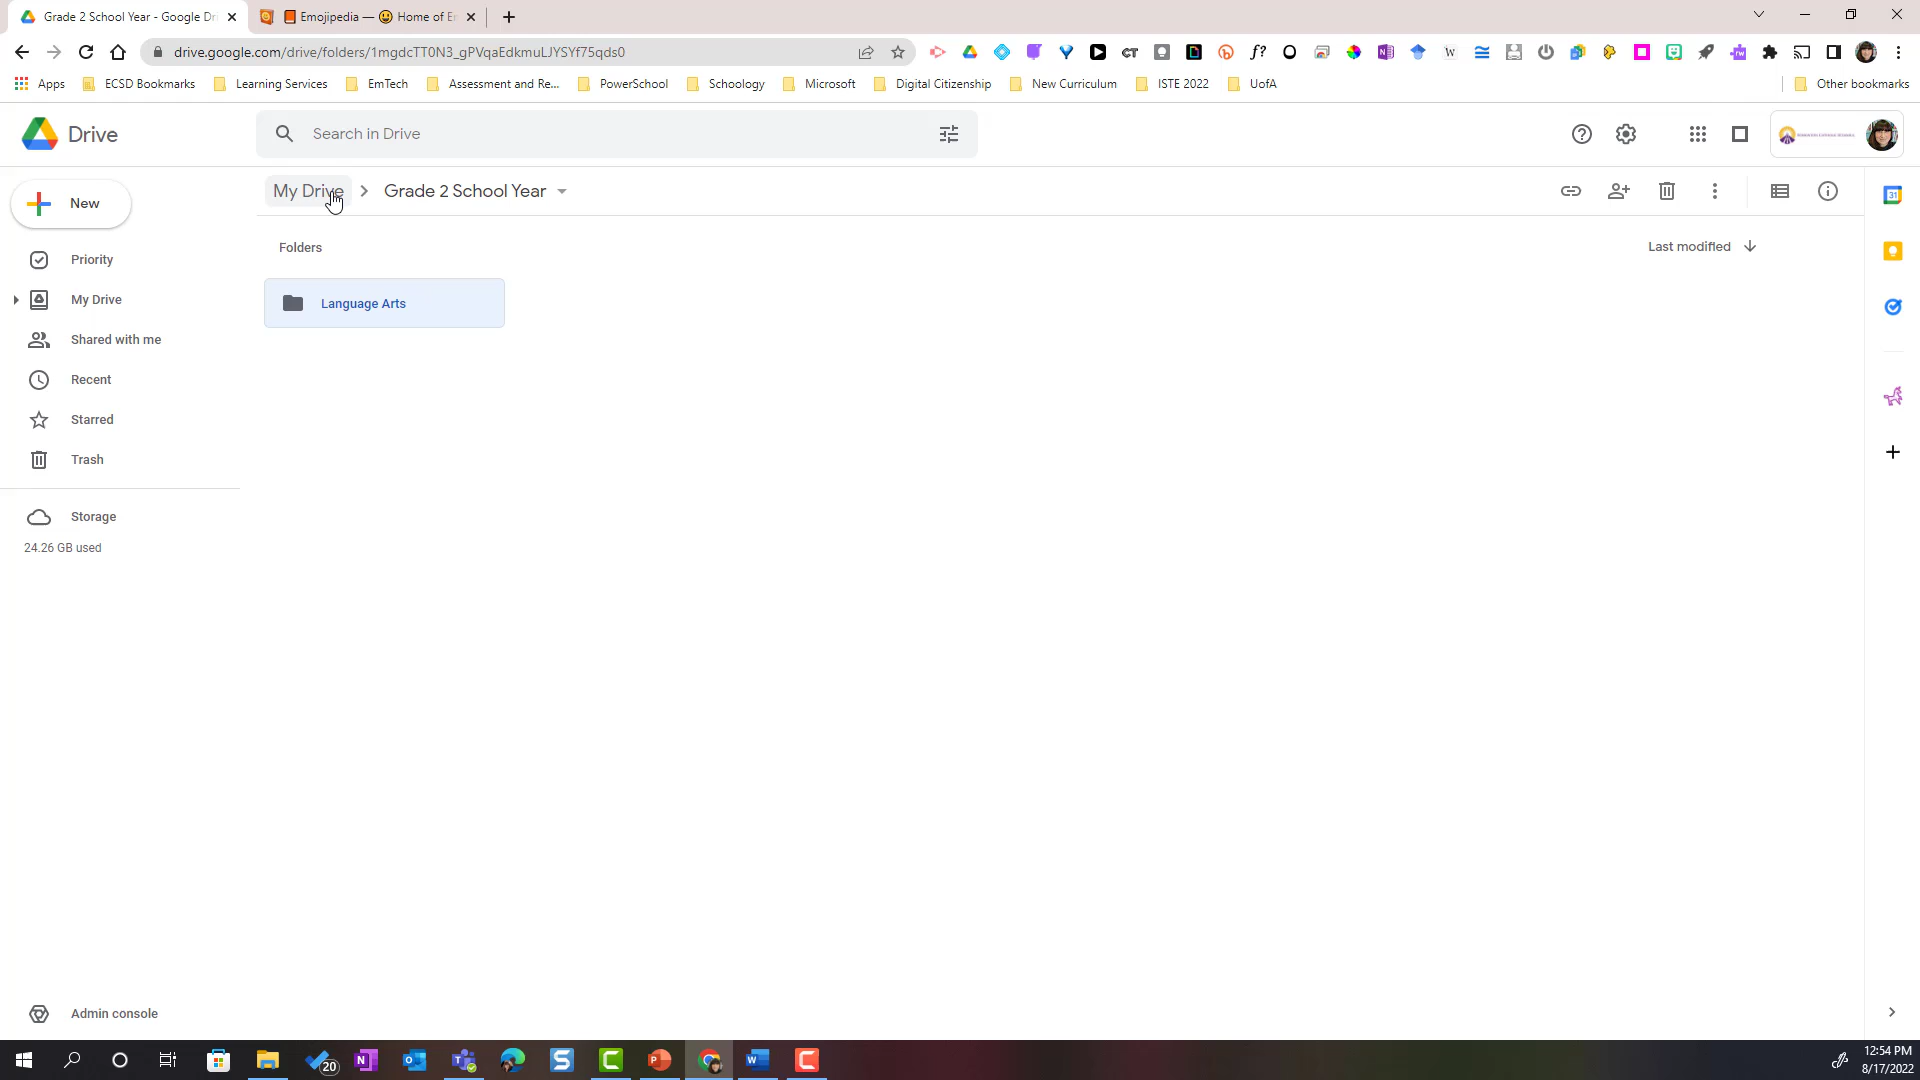 Grade 2 School Year - Google Dr
Emojipedia — 😃 Home of E
drive.google.com/drive/folders/1mgdcTT0N3_gPVqaEdkmuLJYSYf75qds0
Apps
ECSD Bookmarks
Learning Services
EmTech
Assessment and Re...
PowerSchool
Schoology
Microsoft
Digital Citizenship
New Curriculum
ISTE 2022
UofA
Other bookmarks
Drive
Search in Drive
New
My Drive
Grade 2 School Year
Folders
Last modified
Language Arts
Priority
My Drive
Shared with me
Recent
Starred
Trash
Storage
24.26 GB used
Admin console
20
12:54 PM
8/17/2022